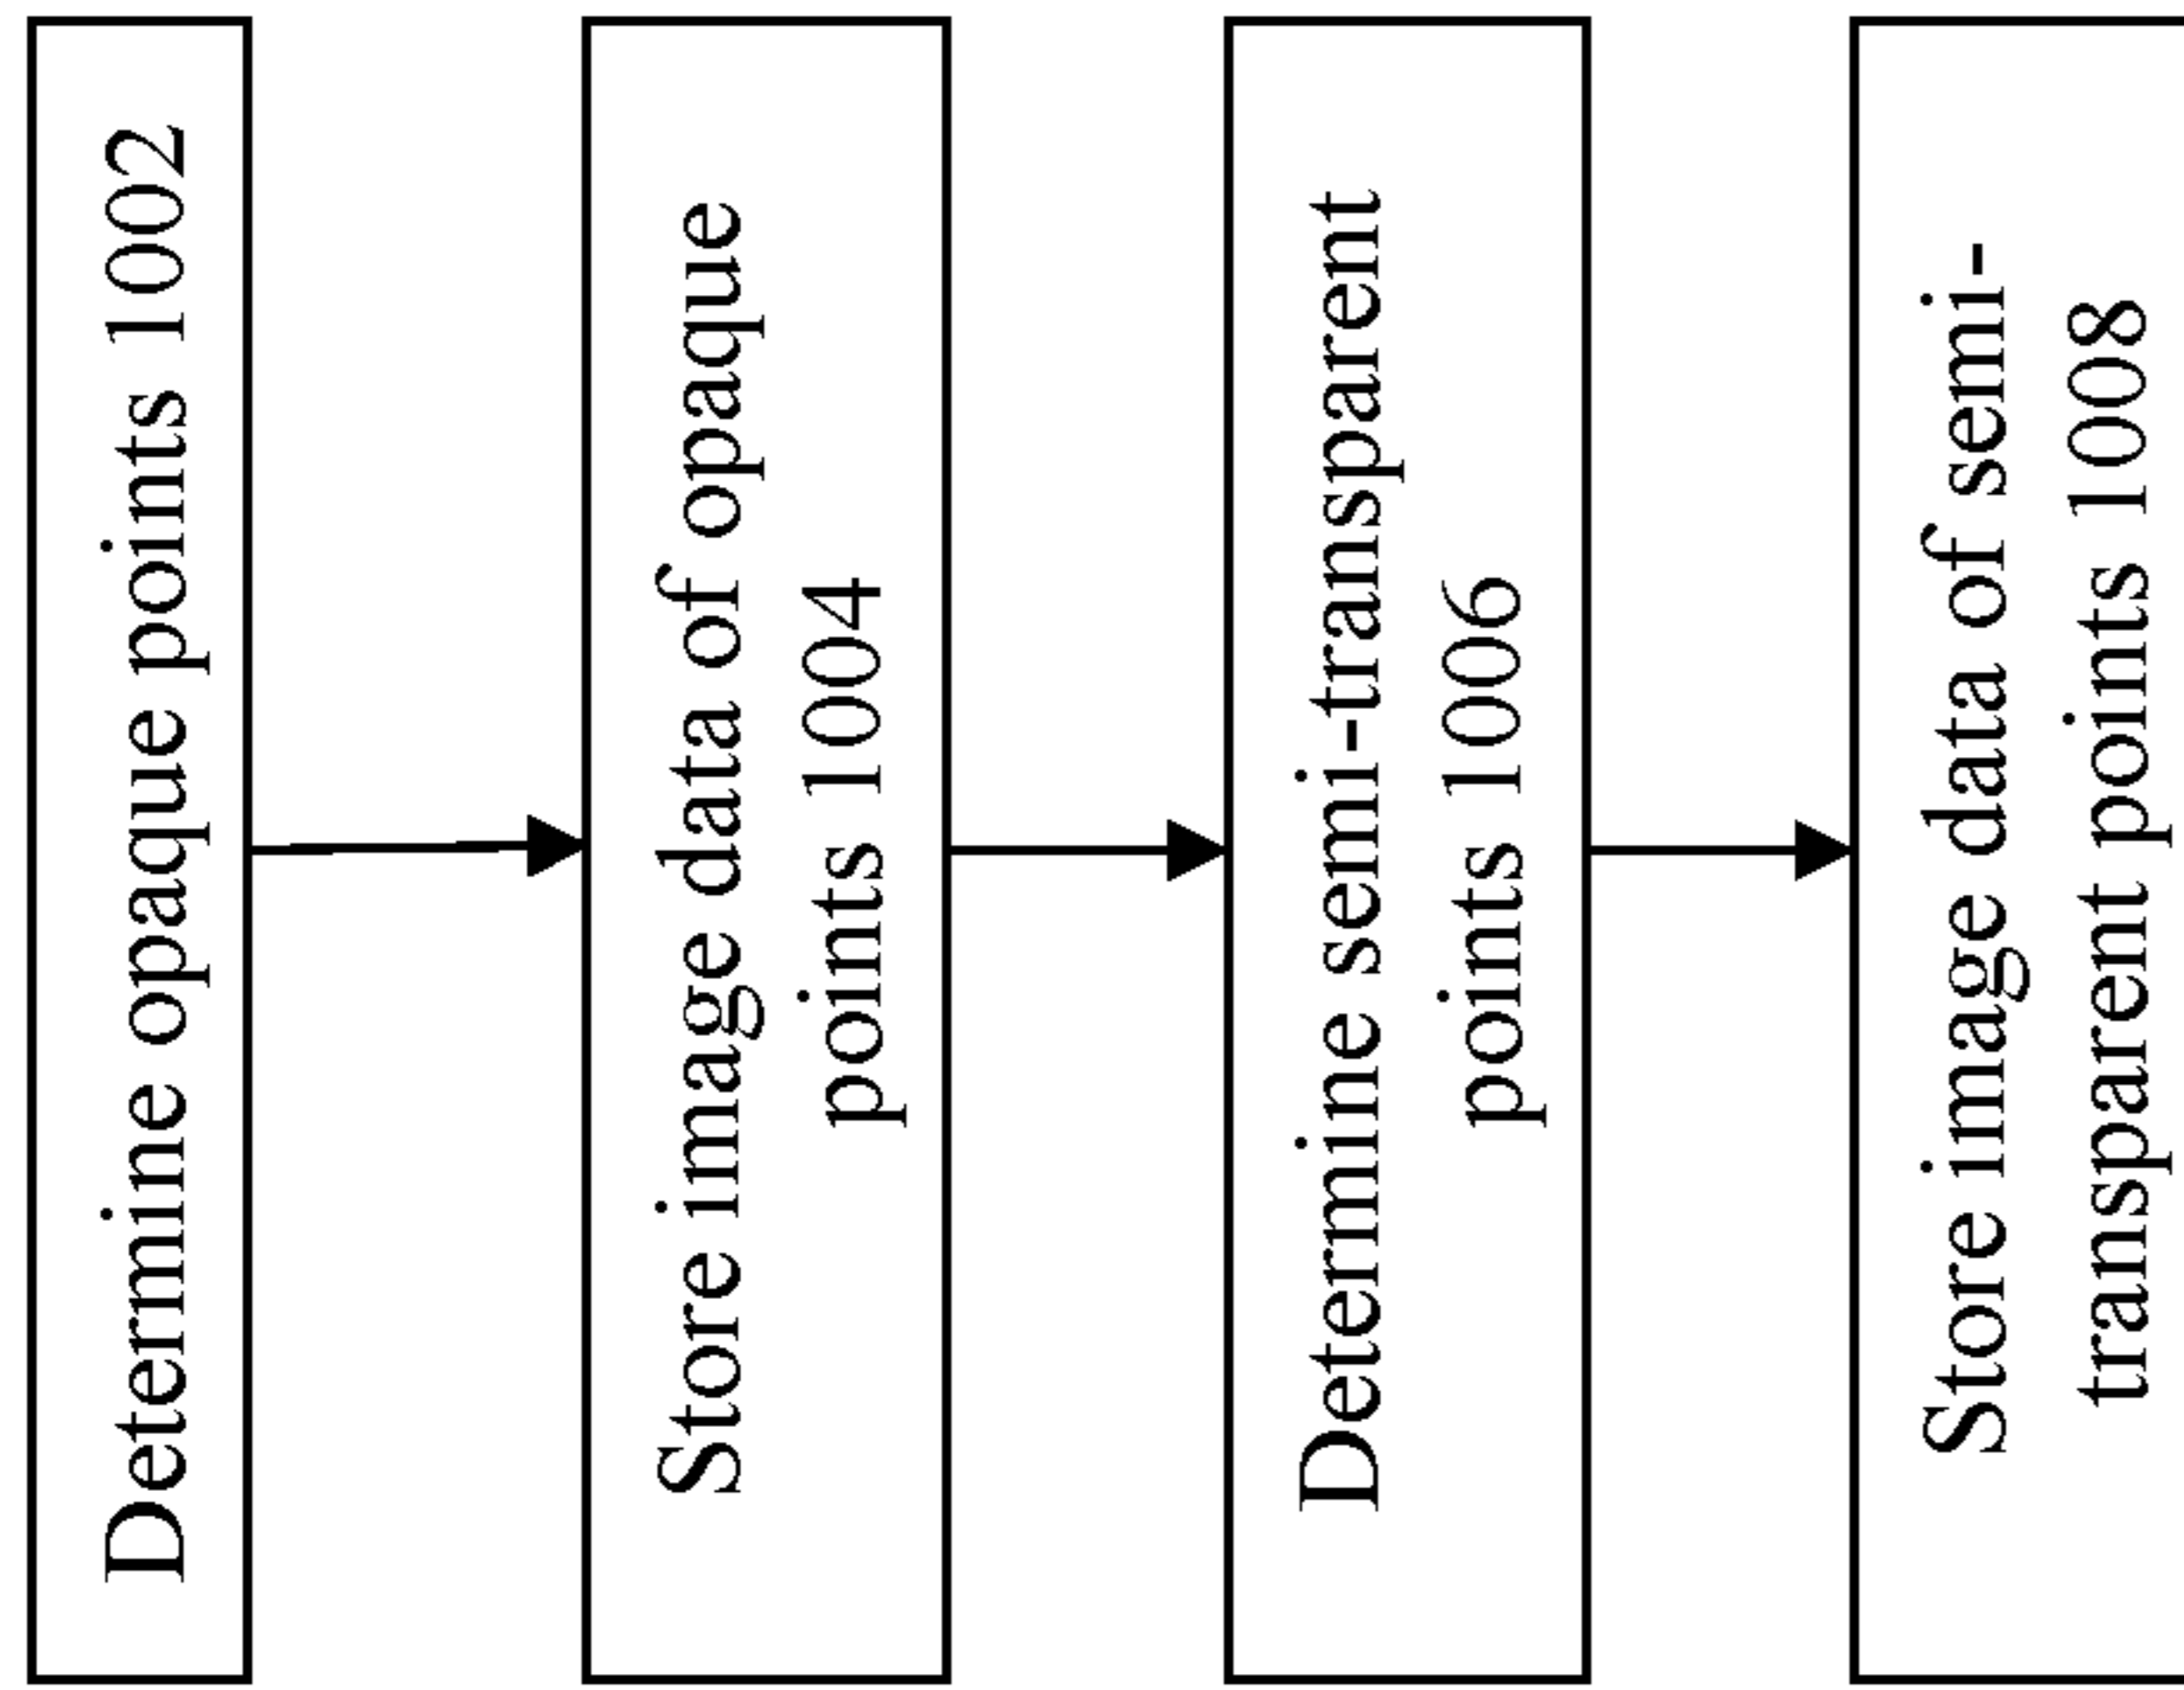 Determine opaque points 1002
Store image data of opaque
points 1004
Determine semi-transparent
points 1006
Store image data of semi-
transparent points 1008